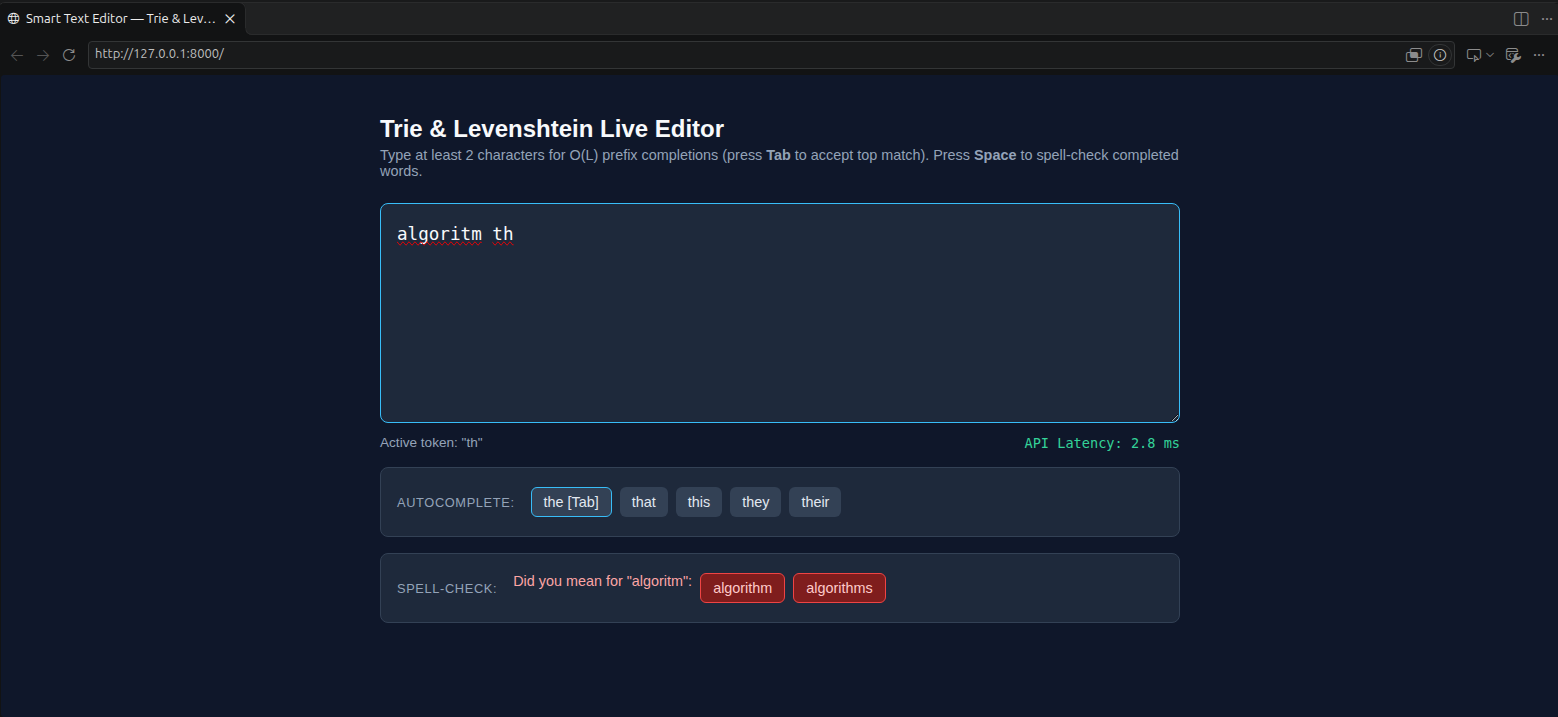 Smart Text Editor — Trie & Lev...
http://127.0.0.1:8000/
Trie & Levenshtein Live Editor
Type at least 2 characters for O(L) prefix completions (press Tab to accept top match). Press Space to spell-check completed
words.
algoritm th
Active token: "th"
API Latency: 2.8 ms
AUTOCOMPLETE: the [Tab] that this they their
SPELL-CHECK: Did you mean for "algoritm": algorithm algorithms